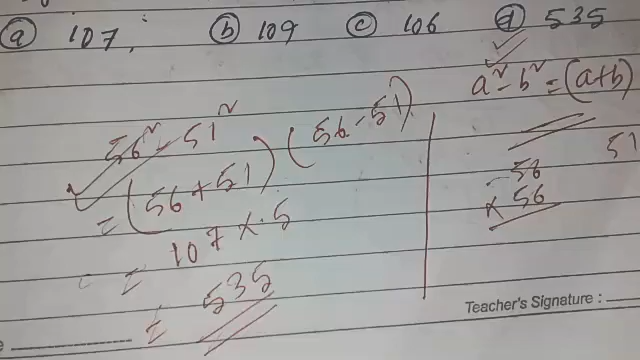 (a) 107, (b) 109 (c) 106 (d) 535
a² - b² = (a+b)
56² - 51²
= (56 + 51) (56 - 51)
= 107 × 5
= 535
56
× 56
51
Teacher's Signature :